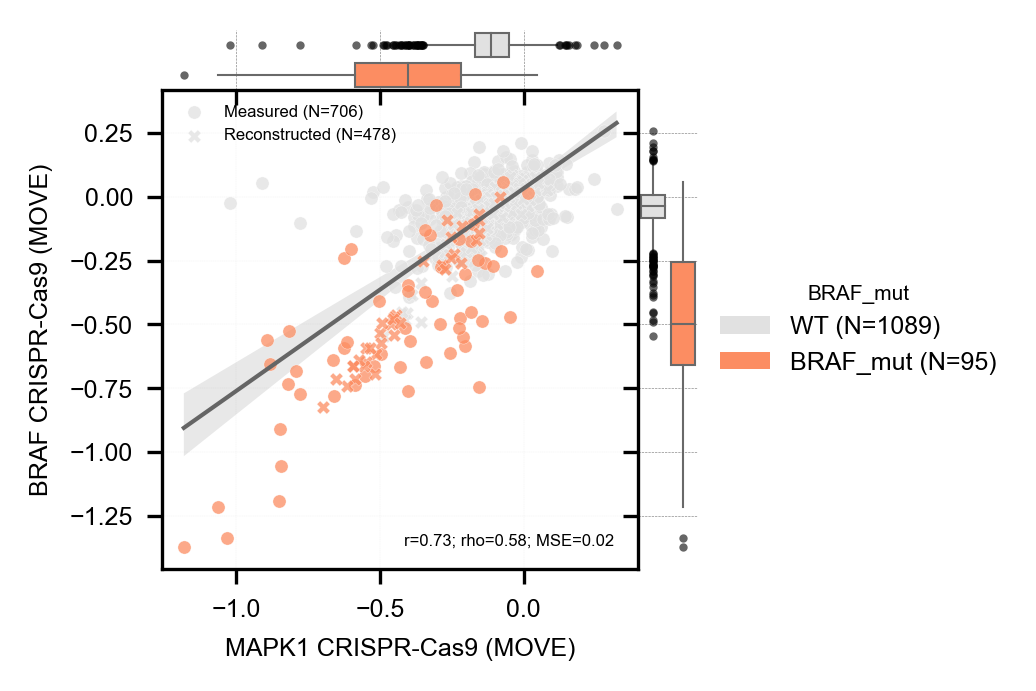 Measured (N=706)
Reconstructed (N=478)
0.25
0.00
−0.25
−0.50
−0.75
−1.00
−1.25
BRAF CRISPR-Cas9 (MOVE)
r=0.73; rho=0.58; MSE=0.02
−1.0
−0.5
0.0
MAPK1 CRISPR-Cas9 (MOVE)
BRAF_mut
WT (N=1089)
BRAF_mut (N=95)